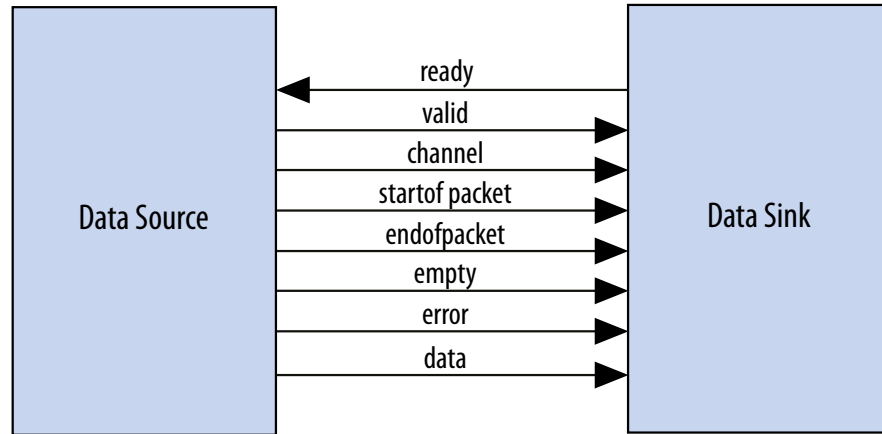 ready
valid
channel
startof packet
endofpacket
empty
error
data
Data Source
Data Sink